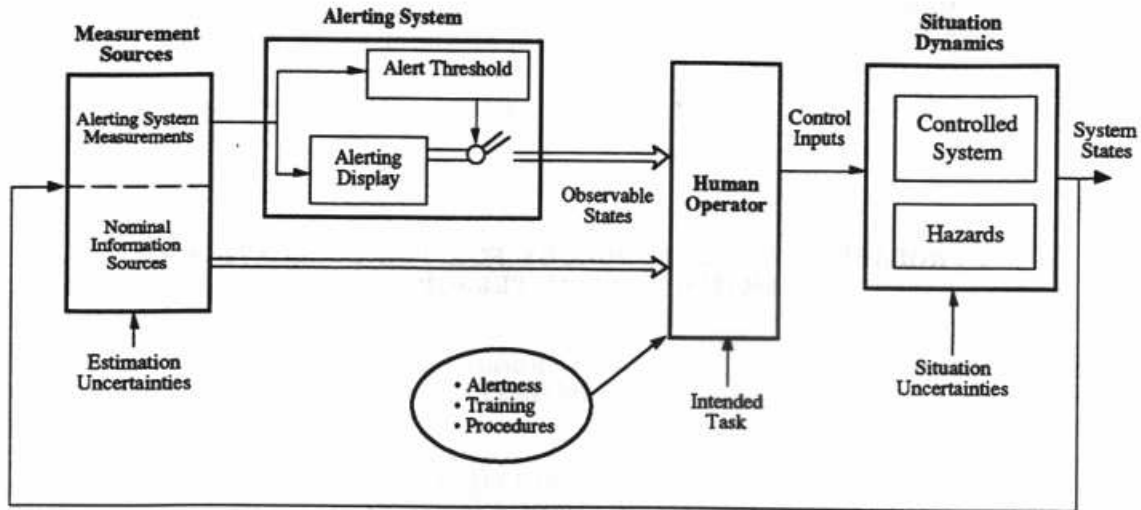 Alerting System
Measurement
Sources
Situation
Dynamics
Alert Threshold
Alerting System
Measurements
Alerting
Display
Control
Inputs
Controlled
System
System
States
Human
Operator
Observable
States
Nominal
Information
Sources
Hazards
Estimation
Uncertainties
• Alertness
• Training
• Procedures
Intended
Task
Situation
Uncertainties